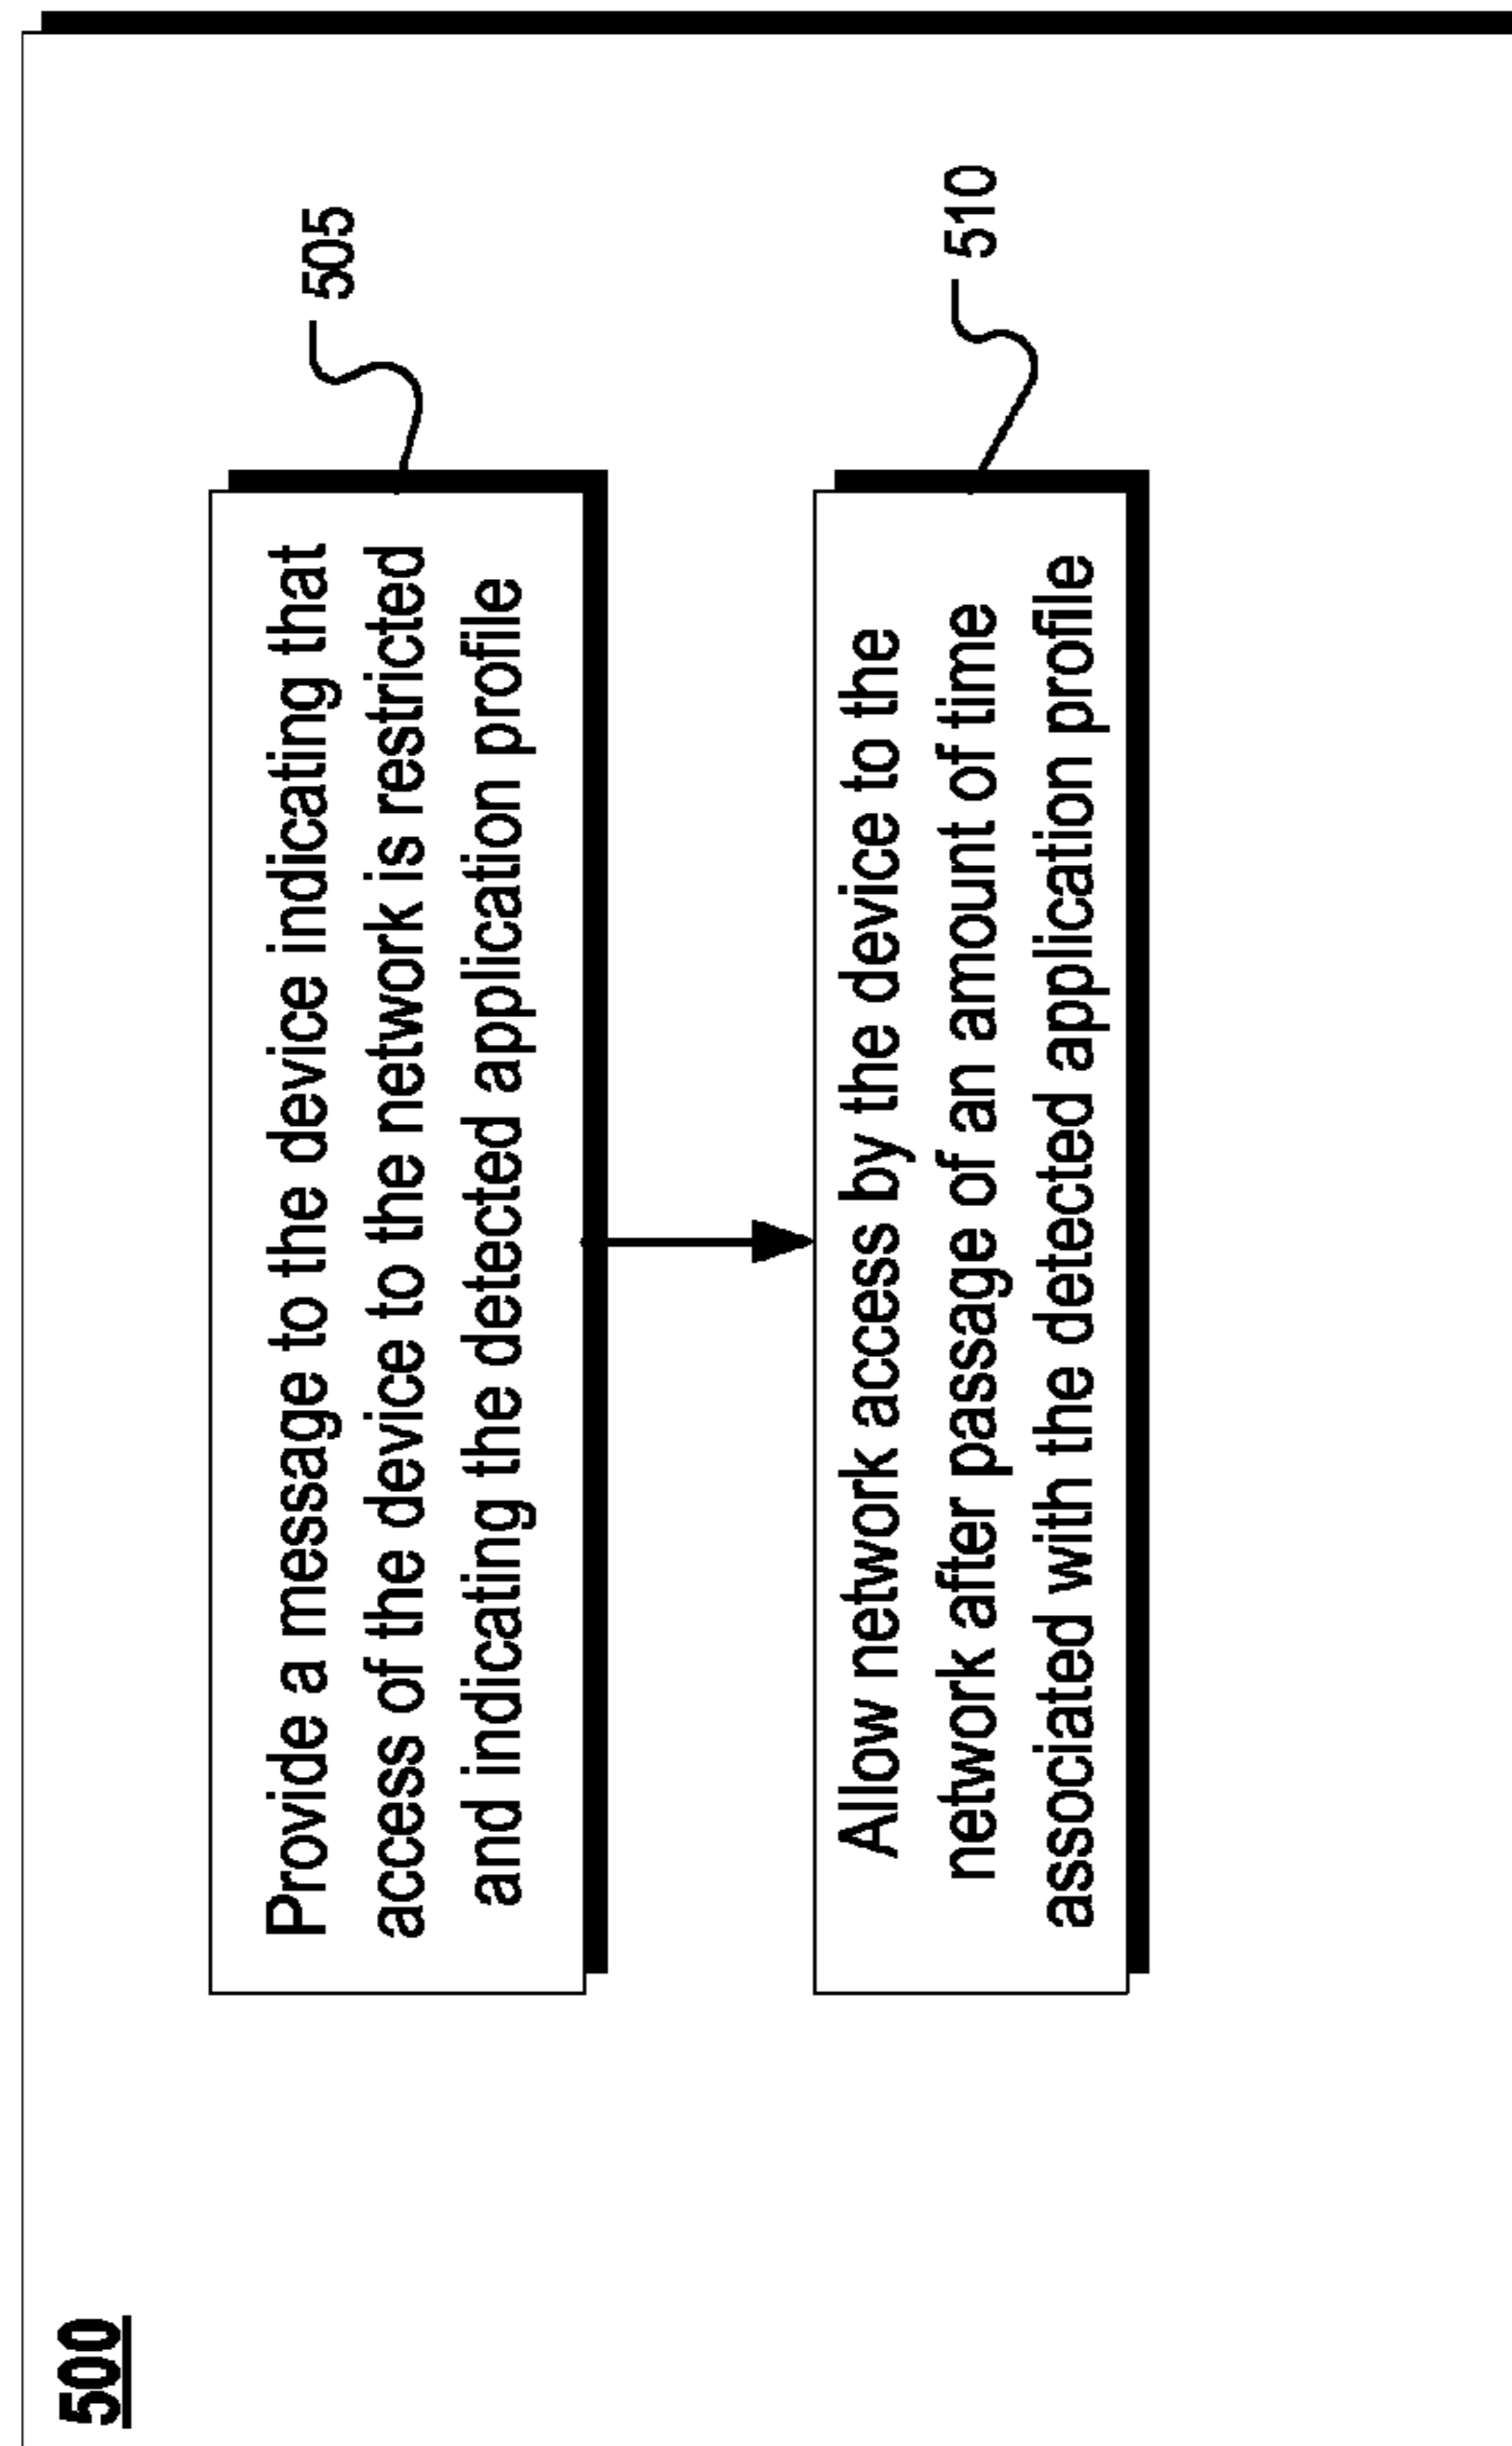 500
Provide a message to the device indicating that
access of the device to the network is restricted
and indicating the detected application profile
505
Allow network access by the device to the
network after passage of an amount of time
associated with the detected application profile
510